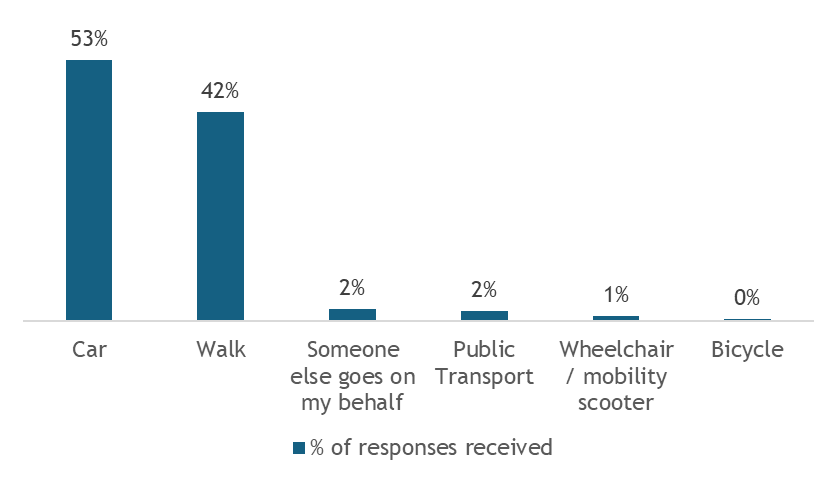 53%
42%
2%
2%
1%
0%
Car
Walk
Someone
else goes on
my behalf
Public
Transport
Wheelchair
/ mobility
scooter
Bicycle
% of responses received